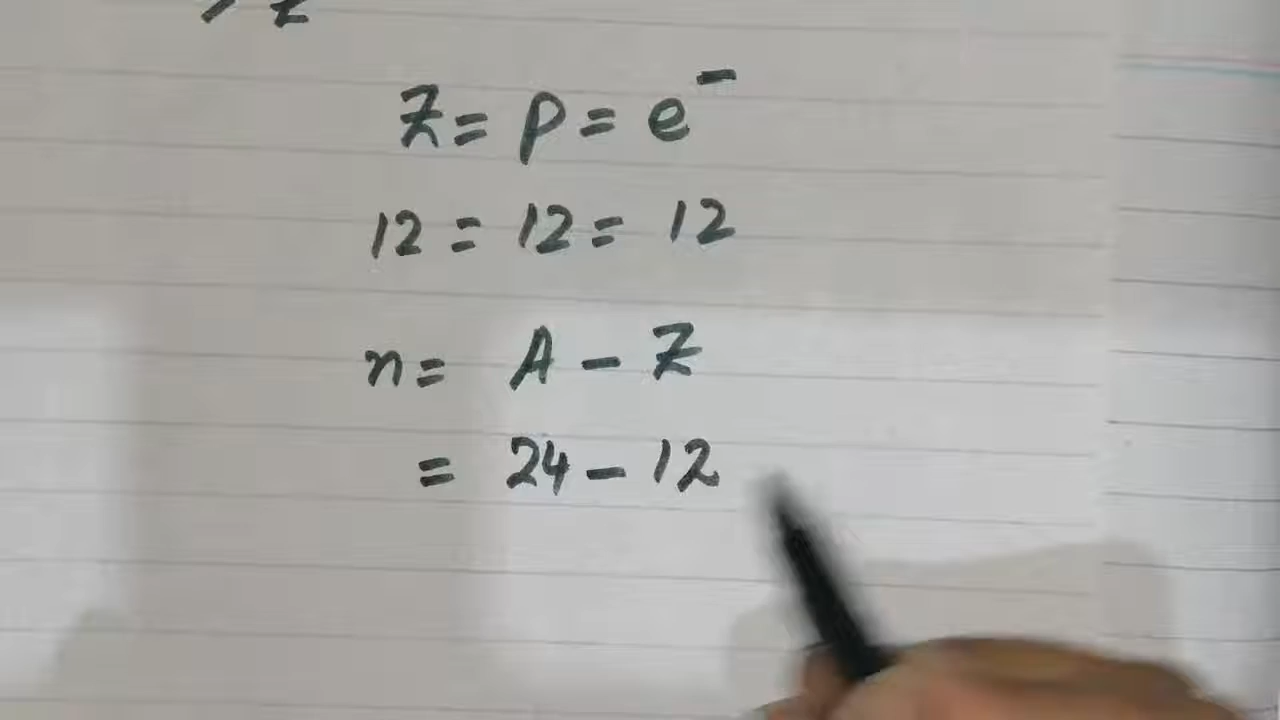 Z = p = e⁻
12 = 12 = 12
n = A - Z
= 24 - 12